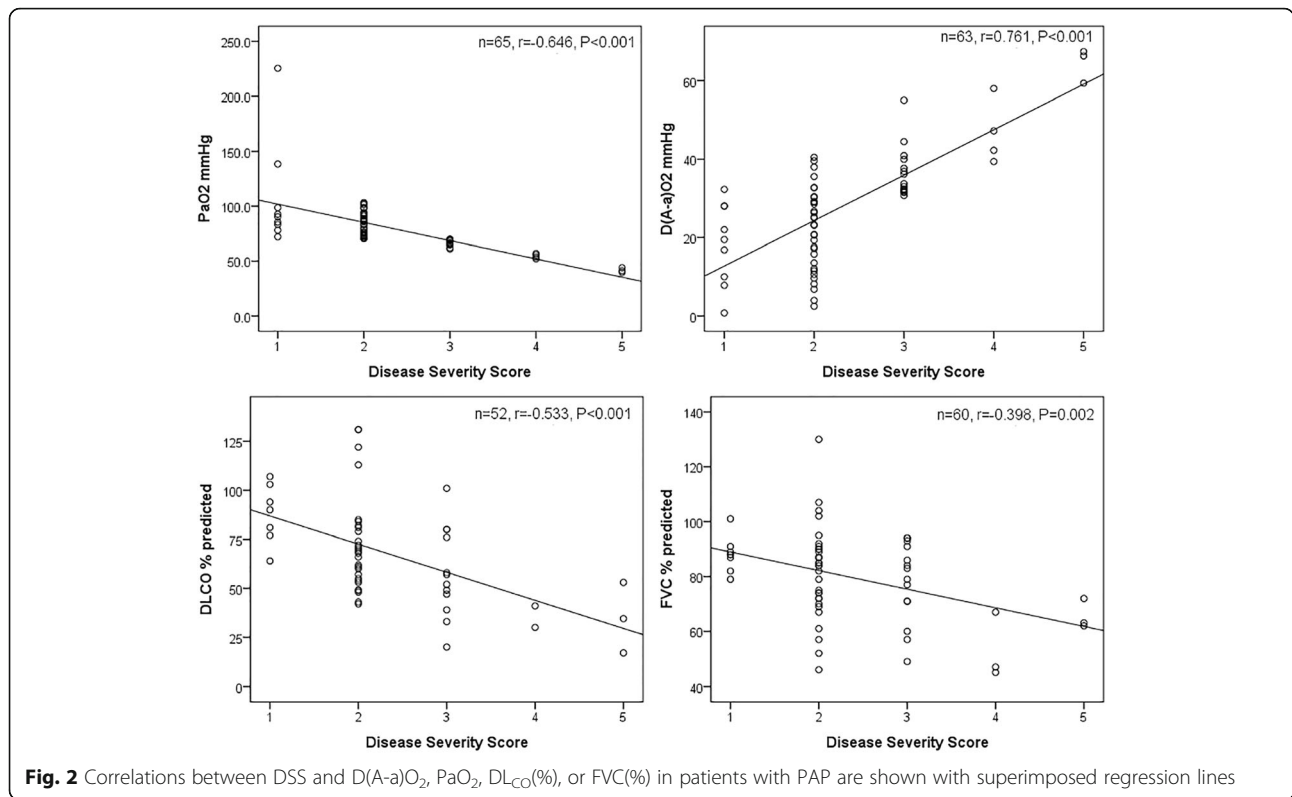 n=65, r=-0.646, P<0.001
PaO2 mmHg
250.0
200.0
150.0
100.0
50.0
0.0
1 2 3 4 5
Disease Severity Score
n=63, r=0.761, P<0.001
D(A-a)O2 mmHg
60
40
20
0
1 2 3 4 5
Disease Severity Score
n=52, r=-0.533, P<0.001
DLCO % predicted
125
100
75
50
25
0
1 2 3 4 5
Disease Severity Score
n=60, r=-0.398, P=0.002
FVC % predicted
140
120
100
80
60
40
1 2 3 4 5
Disease Severity Score
Fig. 2 Correlations between DSS and D(A-a)O₂, PaO₂, DL_CO(%), or FVC(%) in patients with PAP are shown with superimposed regression lines